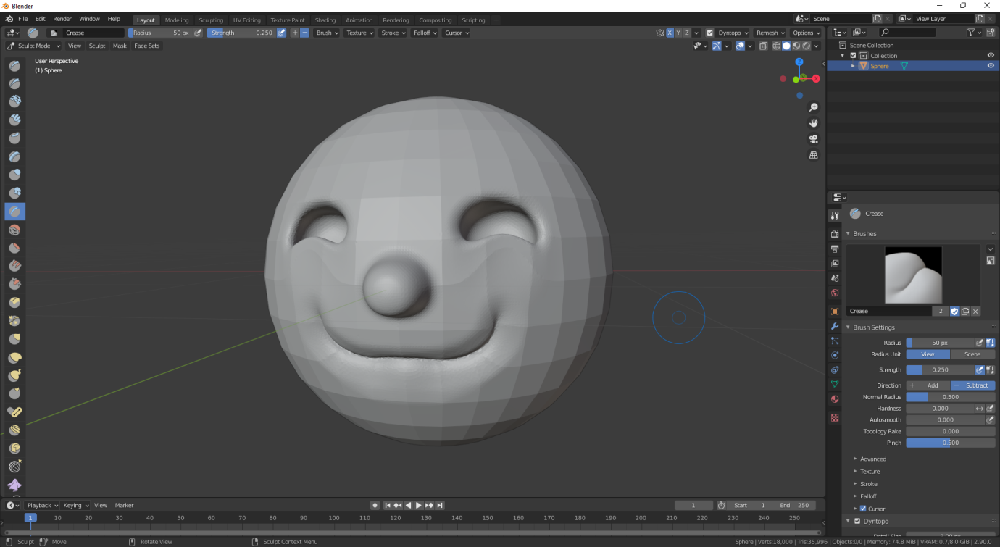 Blender
File Edit Render Window Help Layout Modeling Sculpting UV Editing Texture Paint Shading Animation Rendering Compositing Scripting + Scene View Layer
Crease Radius 50 px Strength 0.250 + − Brush Texture Stroke Falloff Cursor X Y Z Dyntopo Remesh Options
Sculpt Mode View Sculpt Mask Face Sets
User Perspective
(1) Sphere
Z
X
Y
Scene Collection
Collection
Sphere
Crease
Brushes
Crease 2
Brush Settings
Radius 50 px
Radius Unit View Scene
Strength 0.250
Direction + Add − Subtract
Normal Radius 0.500
Hardness 0.000
Autosmooth 0.000
Topology Rake 0.000
Pinch 0.500
Advanced
Texture
Stroke
Falloff
Cursor
Dyntopo
Playback Keying View Marker 1 Start 1 End 250
1 10 20 30 40 50 60 70 80 90 100 110 120 130 140 150 160 170 180 190 200 210 220 230 240 250
Sculpt Move Rotate View Sculpt Context Menu Sphere | Verts:18,000 | Tris:35,996 | Objects:0/0 | Memory: 74.8 MiB | VRAM: 0.7/8.0 GiB | 2.90.0